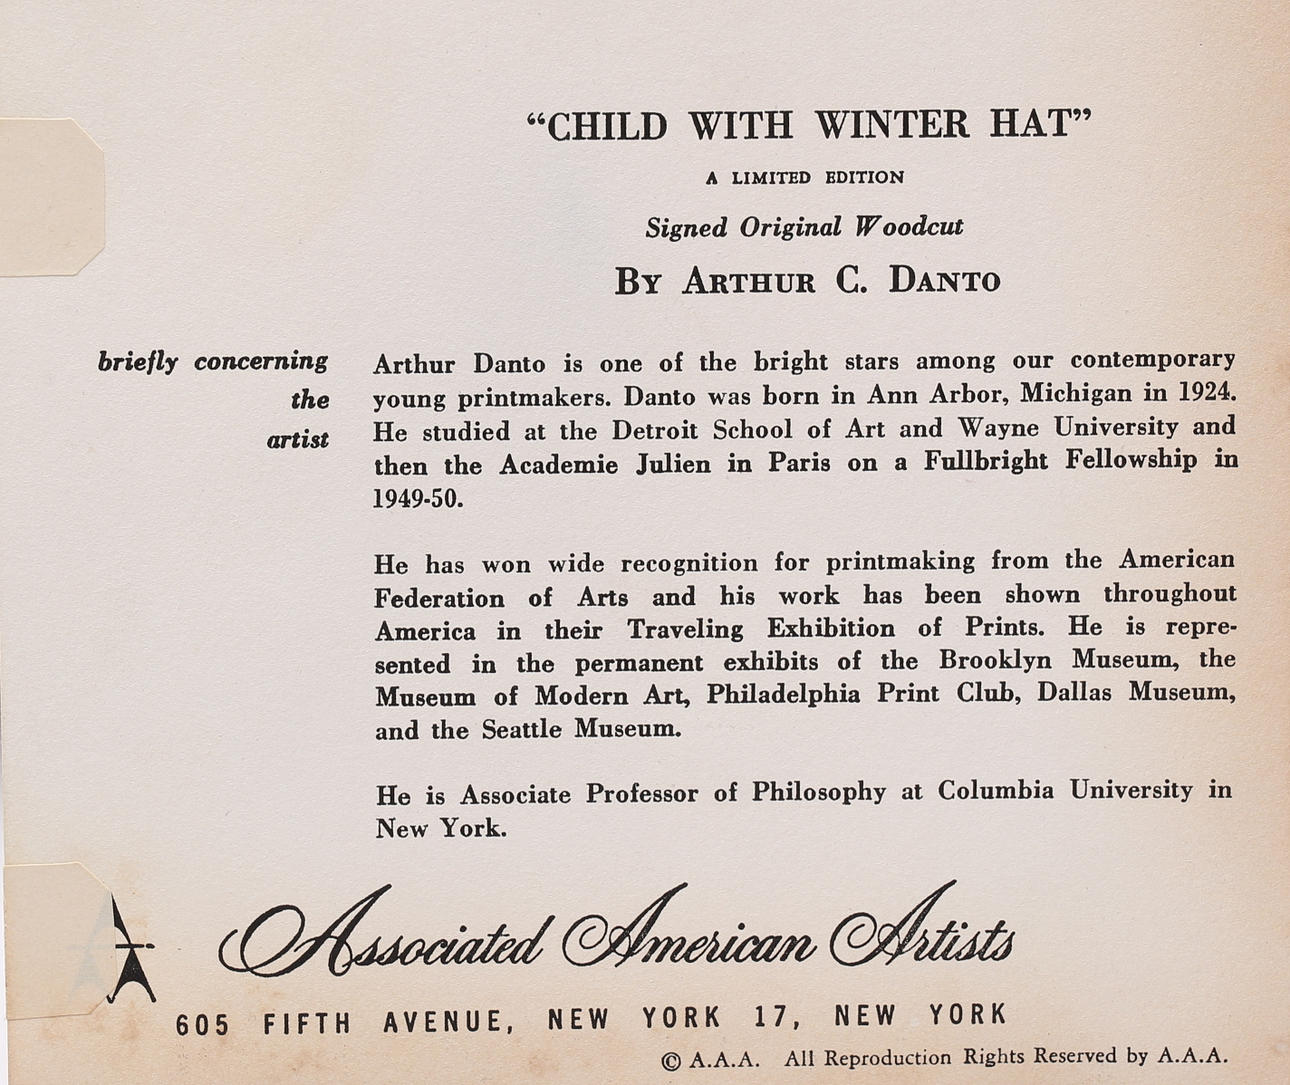 “CHILD WITH WINTER HAT”
A LIMITED EDITION
Signed Original Woodcut
By Arthur C. Danto
briefly concerning
the
artist
Arthur Danto is one of the bright stars among our contemporary
young printmakers. Danto was born in Ann Arbor, Michigan in 1924.
He studied at the Detroit School of Art and Wayne University and
then the Academie Julien in Paris on a Fullbright Fellowship in
1949-50.
He has won wide recognition for printmaking from the American
Federation of Arts and his work has been shown throughout
America in their Traveling Exhibition of Prints. He is repre-
sented in the permanent exhibits of the Brooklyn Museum, the
Museum of Modern Art, Philadelphia Print Club, Dallas Museum,
and the Seattle Museum.
He is Associate Professor of Philosophy at Columbia University in
New York.
Associated American Artists
605 FIFTH AVENUE, NEW YORK 17, NEW YORK
© A.A.A. All Reproduction Rights Reserved by A.A.A.